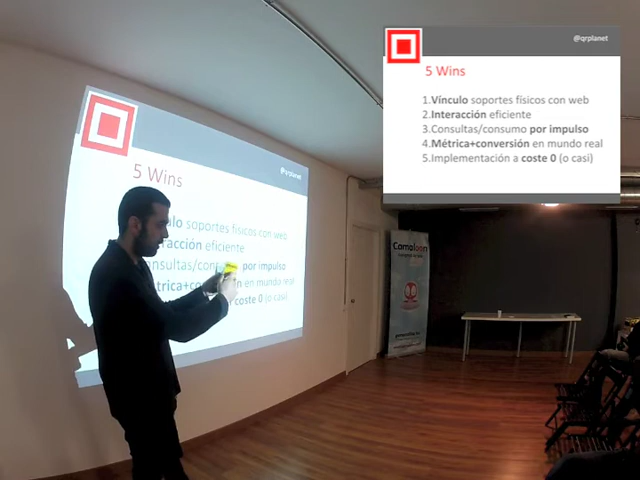 @qrplanet
5 Wins
1.Vínculo soportes físicos con web
2.Interacción eficiente
3.Consultas/consumo por impulso
4.Métrica+conversión en mundo real
5.Implementación a coste 0 (o casi)
@qrplanet
5 Wins
soportes físicos con web
eficiente
por impulso
en mundo real
coste 0 (o casi)